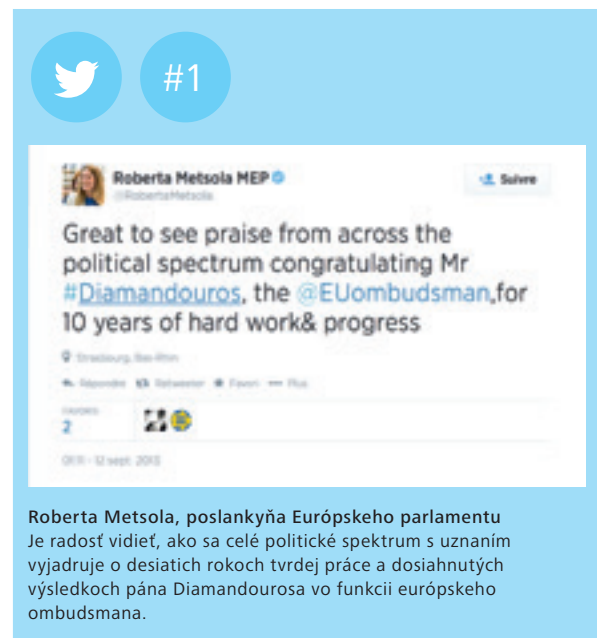 #1
Roberta Metsola MEP
@RobertaMetsola
Suivre
Great to see praise from across the
political spectrum congratulating Mr
#Diamandouros, the @EUombudsman,for
10 years of hard work& progress
Strasbourg, Bas-Rhin
Répondre Retweeter Favori Plus
FAVORIS
2
12 sept. 2013
Roberta Metsola, poslankyňa Európskeho parlamentu
Je radosť vidieť, ako sa celé politické spektrum s uznaním
vyjadruje o desiatich rokoch tvrdej práce a dosiahnutých
výsledkoch pána Diamandourosa vo funkcii európskeho
ombudsmana.